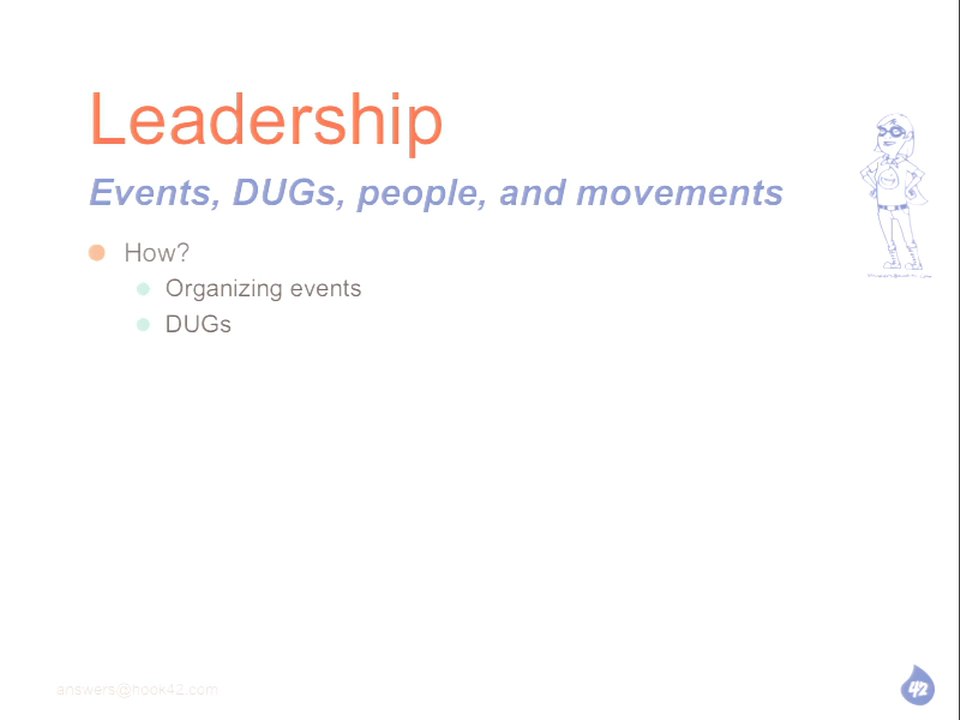 Leadership
Events, DUGs, people, and movements
How?
Organizing events
DUGs
answers@hook42.com
42